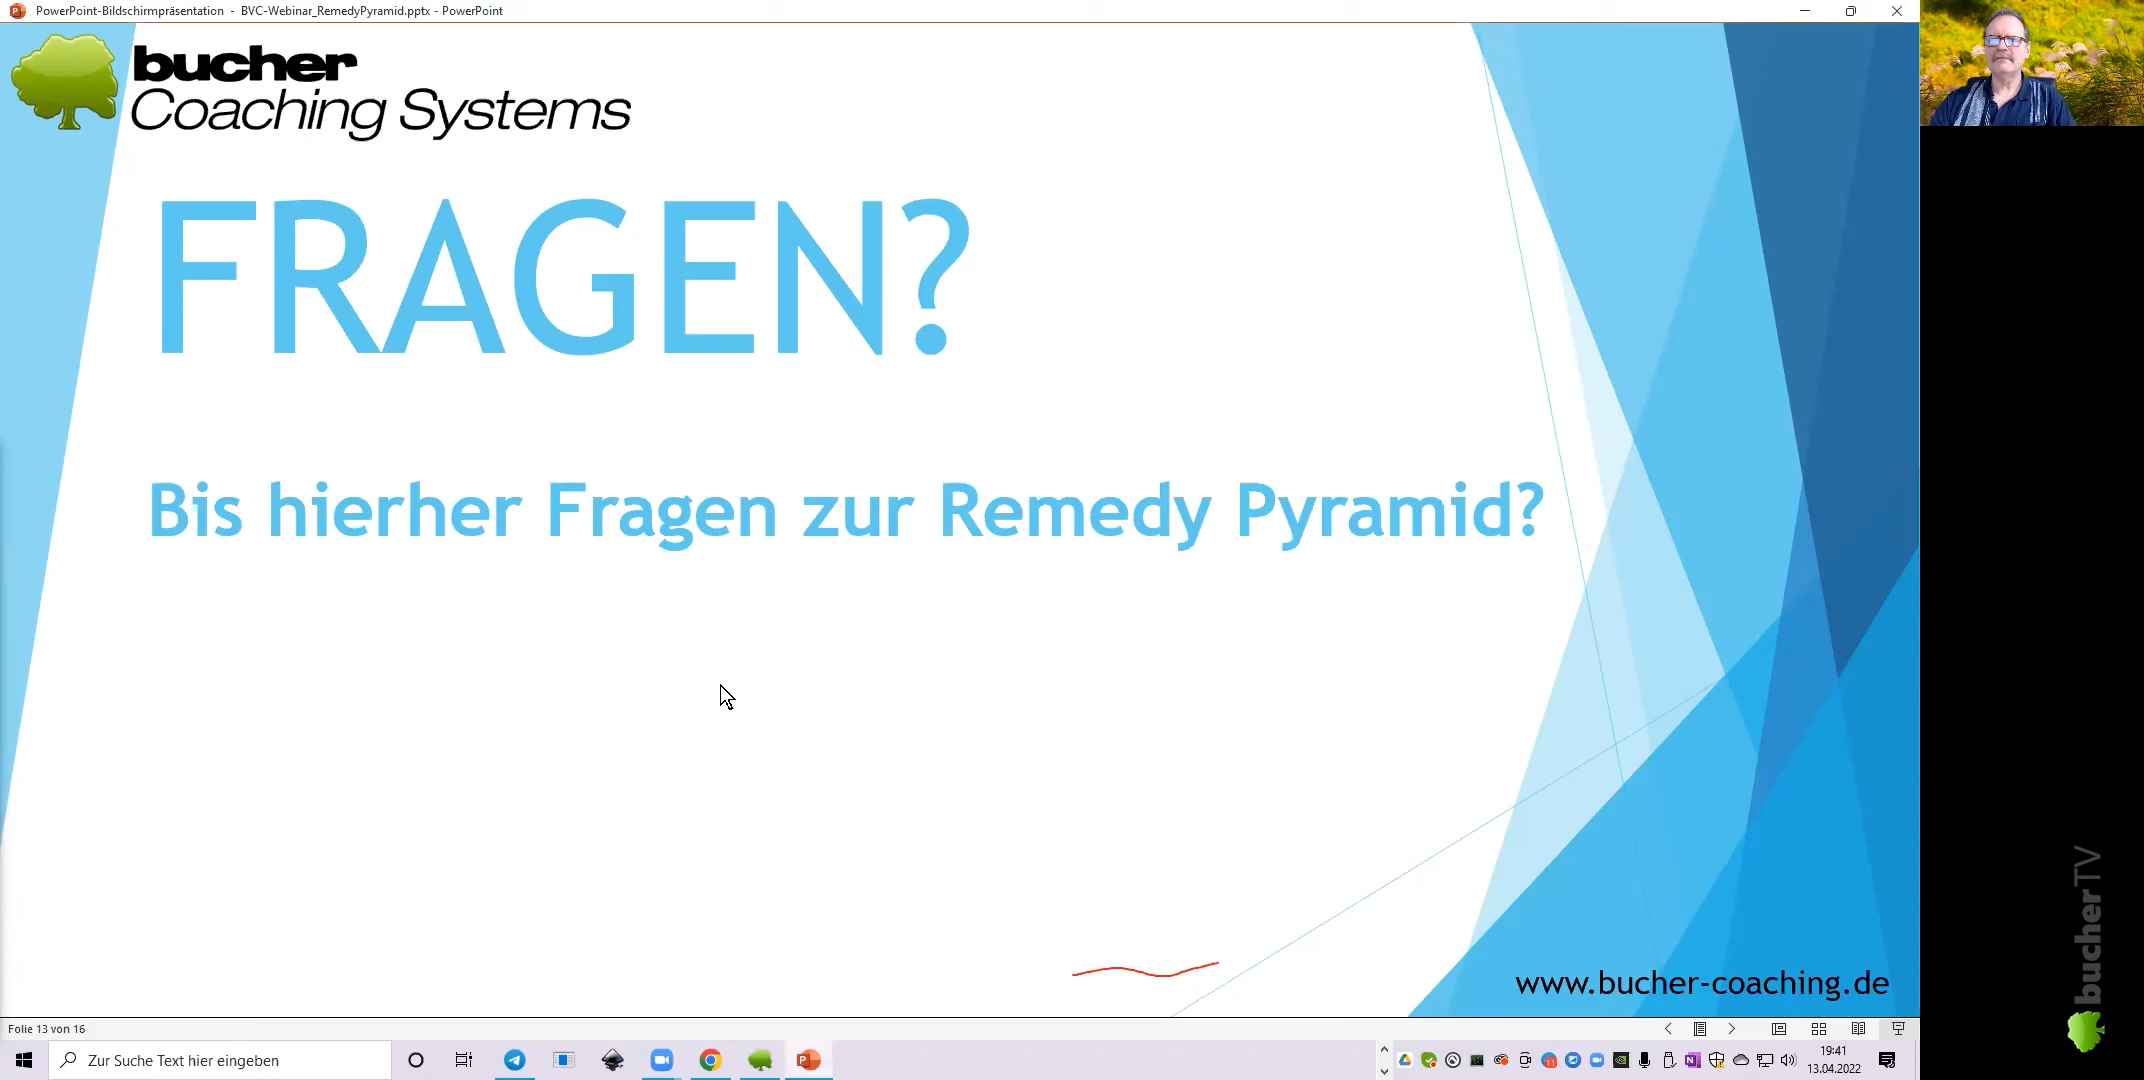 PowerPoint-Bildschirmpräsentation - BVC-Webinar_RemedyPyramid.pptx - PowerPoint
bucher
Coaching Systems
FRAGEN?
Bis hierher Fragen zur Remedy Pyramid?
www.bucher-coaching.de
bucherTV
Folie 13 von 16
Zur Suche Text hier eingeben
19:41
13.04.2022